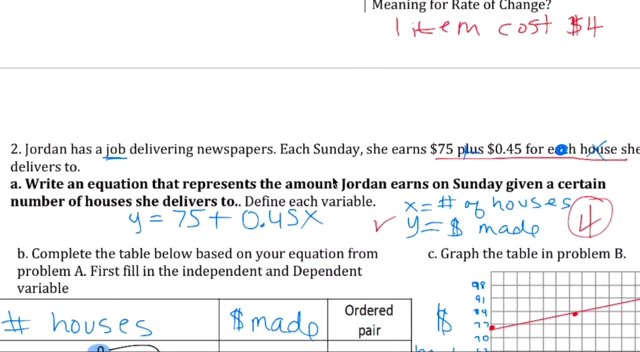 Meaning for Rate of Change?
1 item cost $4
2. Jordan has a job delivering newspapers. Each Sunday, she earns $75 plus $0.45 for each house she
delivers to.
a. Write an equation that represents the amount Jordan earns on Sunday given a certain
number of houses she delivers to.. Define each variable.
x = # of houses
y = 75 + 0.45x
y = $ made
4
b. Complete the table below based on your equation from
problem A. First fill in the independent and Dependent
variable
c. Graph the table in problem B.
# houses
$ made
Ordered
pair
$
98
91
84
77
70